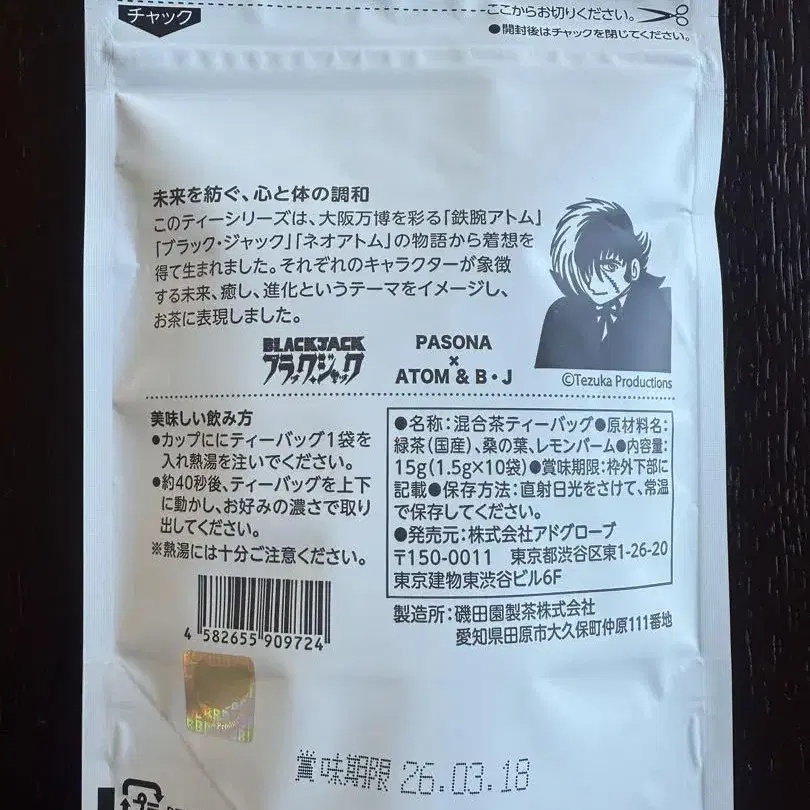 チャック
ここからお切りください。
●開封後はチャックを閉じてください。
未来を紡ぐ、心と体の調和
このティーシリーズは、大阪万博を彩る「鉄腕アトム」
「ブラック・ジャック」「ネオアトム」の物語から着想を
得て生まれました。それぞれのキャラクターが象徴
する未来、癒し、進化というテーマをイメージし、
お茶に表現しました。
BLACKJACK
ブラック・ジャック
PASONA
×
ATOM & B・J
©Tezuka Productions
美味しい飲み方
●カップににティーバッグ1袋を
入れ熱湯を注いでください。
●約40秒後、ティーバッグを上下
に動かし、お好みの濃さで取り
出してください。
※熱湯には十分ご注意ください。
●名称:混合茶ティーバッグ●原材料名:
緑茶(国産)、桑の葉、レモンバーム●内容量:
15g(1.5g×10袋)●賞味期限:枠外下部に
記載●保存方法:直射日光をさけて、常温
で保存してください。
●発売元:株式会社アドグローブ
〒150-0011 東京都渋谷区東1-26-20
東京建物東渋谷ビル6F
製造所:磯田園製茶株式会社
愛知県田原市大久保町仲原111番地
4 582655 909724
賞味期限 26.03.18
プラ